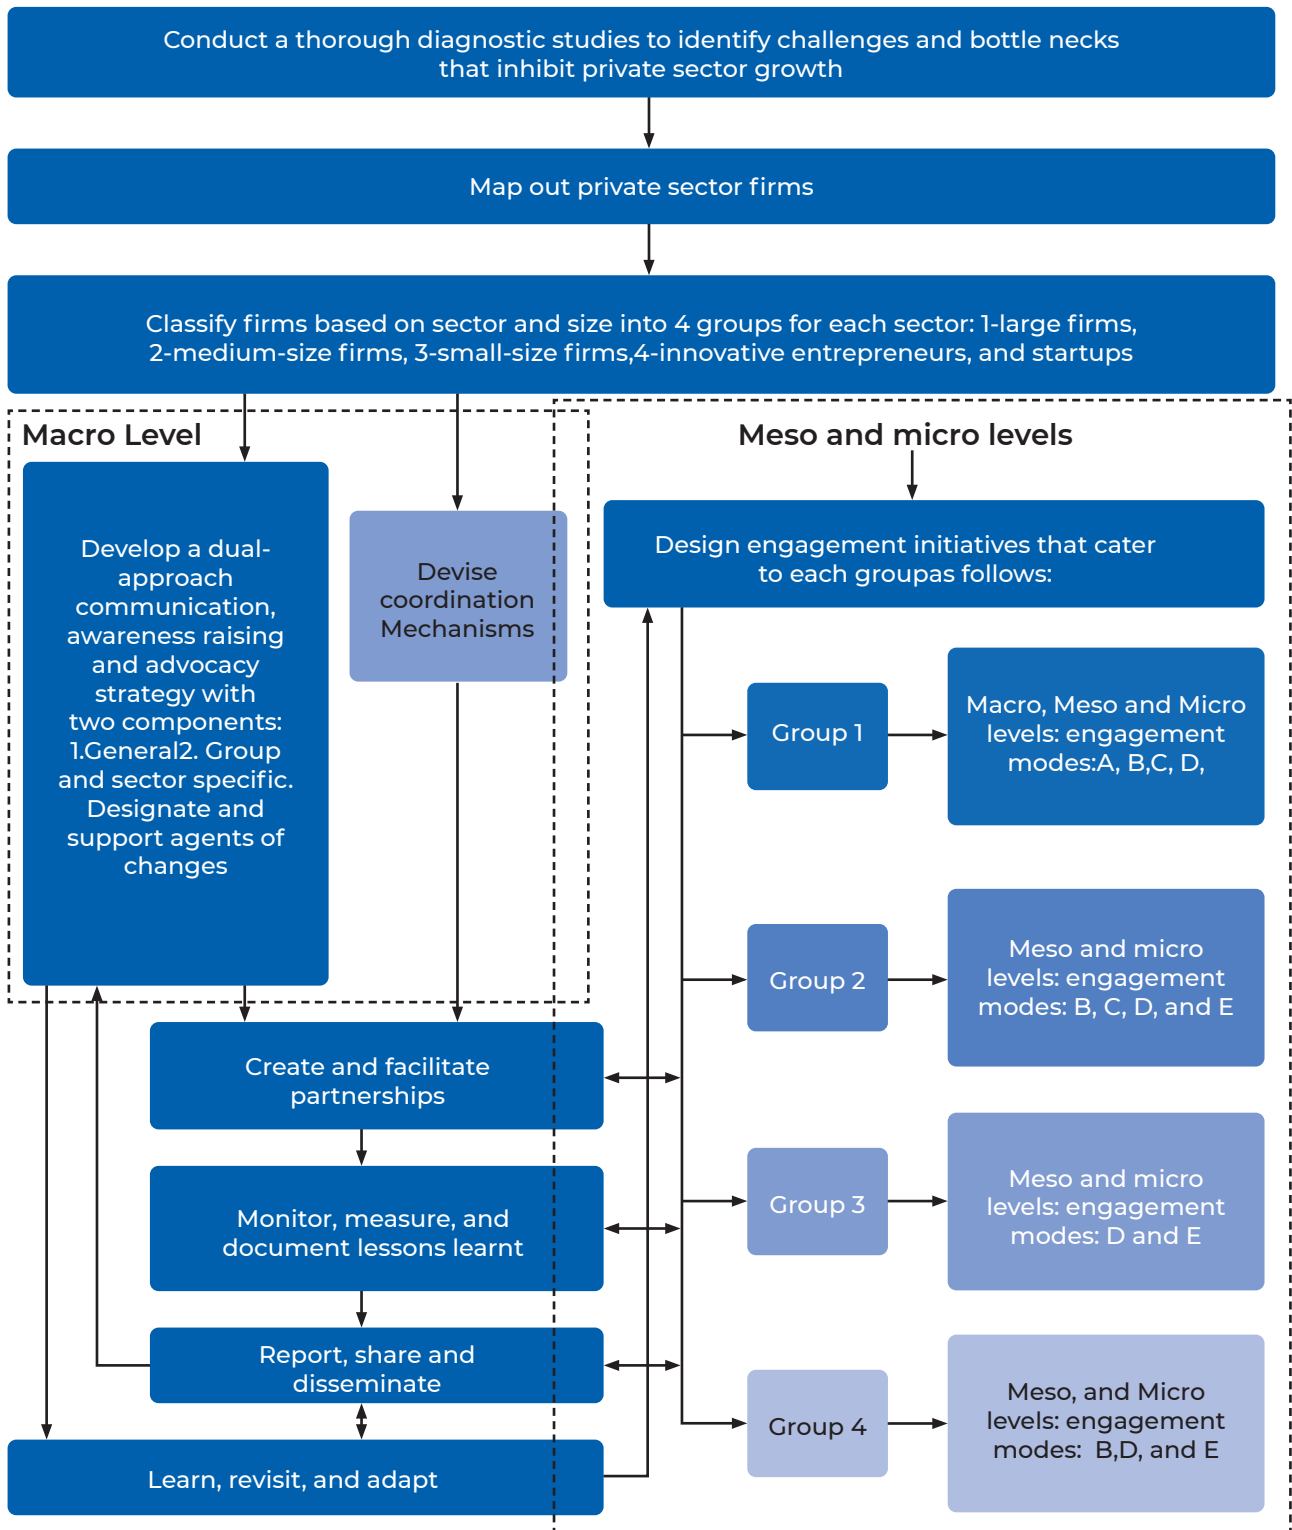 Conduct a thorough diagnostic studies to identify challenges and bottle necks
that inhibit private sector growth
Map out private sector firms
Classify firms based on sector and size into 4 groups for each sector: 1-large firms,
2-medium-size firms, 3-small-size firms,4-innovative entrepreneurs, and startups
Macro Level
Develop a dual-
approach
communication,
awareness raising
and advocacy
strategy with
two components:
1.General2. Group
and sector specific.
Designate and
support agents of
changes
Devise
coordination
Mechanisms
Create and facilitate
partnerships
Monitor, measure, and
document lessons learnt
Report, share and
disseminate
Learn, revisit, and adapt
Meso and micro levels
Design engagement initiatives that cater
to each groupas follows:
Group 1
Macro, Meso and Micro
levels: engagement
modes:A, B,C, D,
Group 2
Meso and micro
levels: engagement
modes: B, C, D, and E
Group 3
Meso and micro
levels: engagement
modes: D and E
Group 4
Meso, and Micro
levels: engagement
modes:  B,D, and E